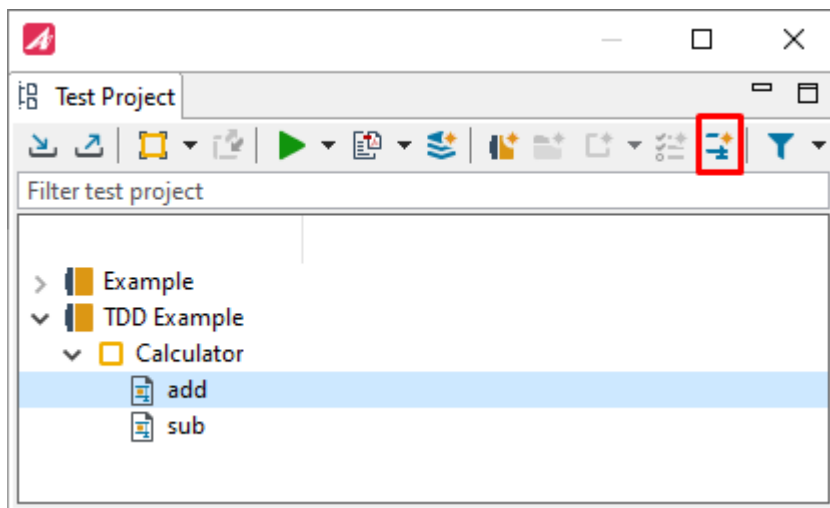 Test Project
Filter test project
Example
TDD Example
Calculator
add
sub